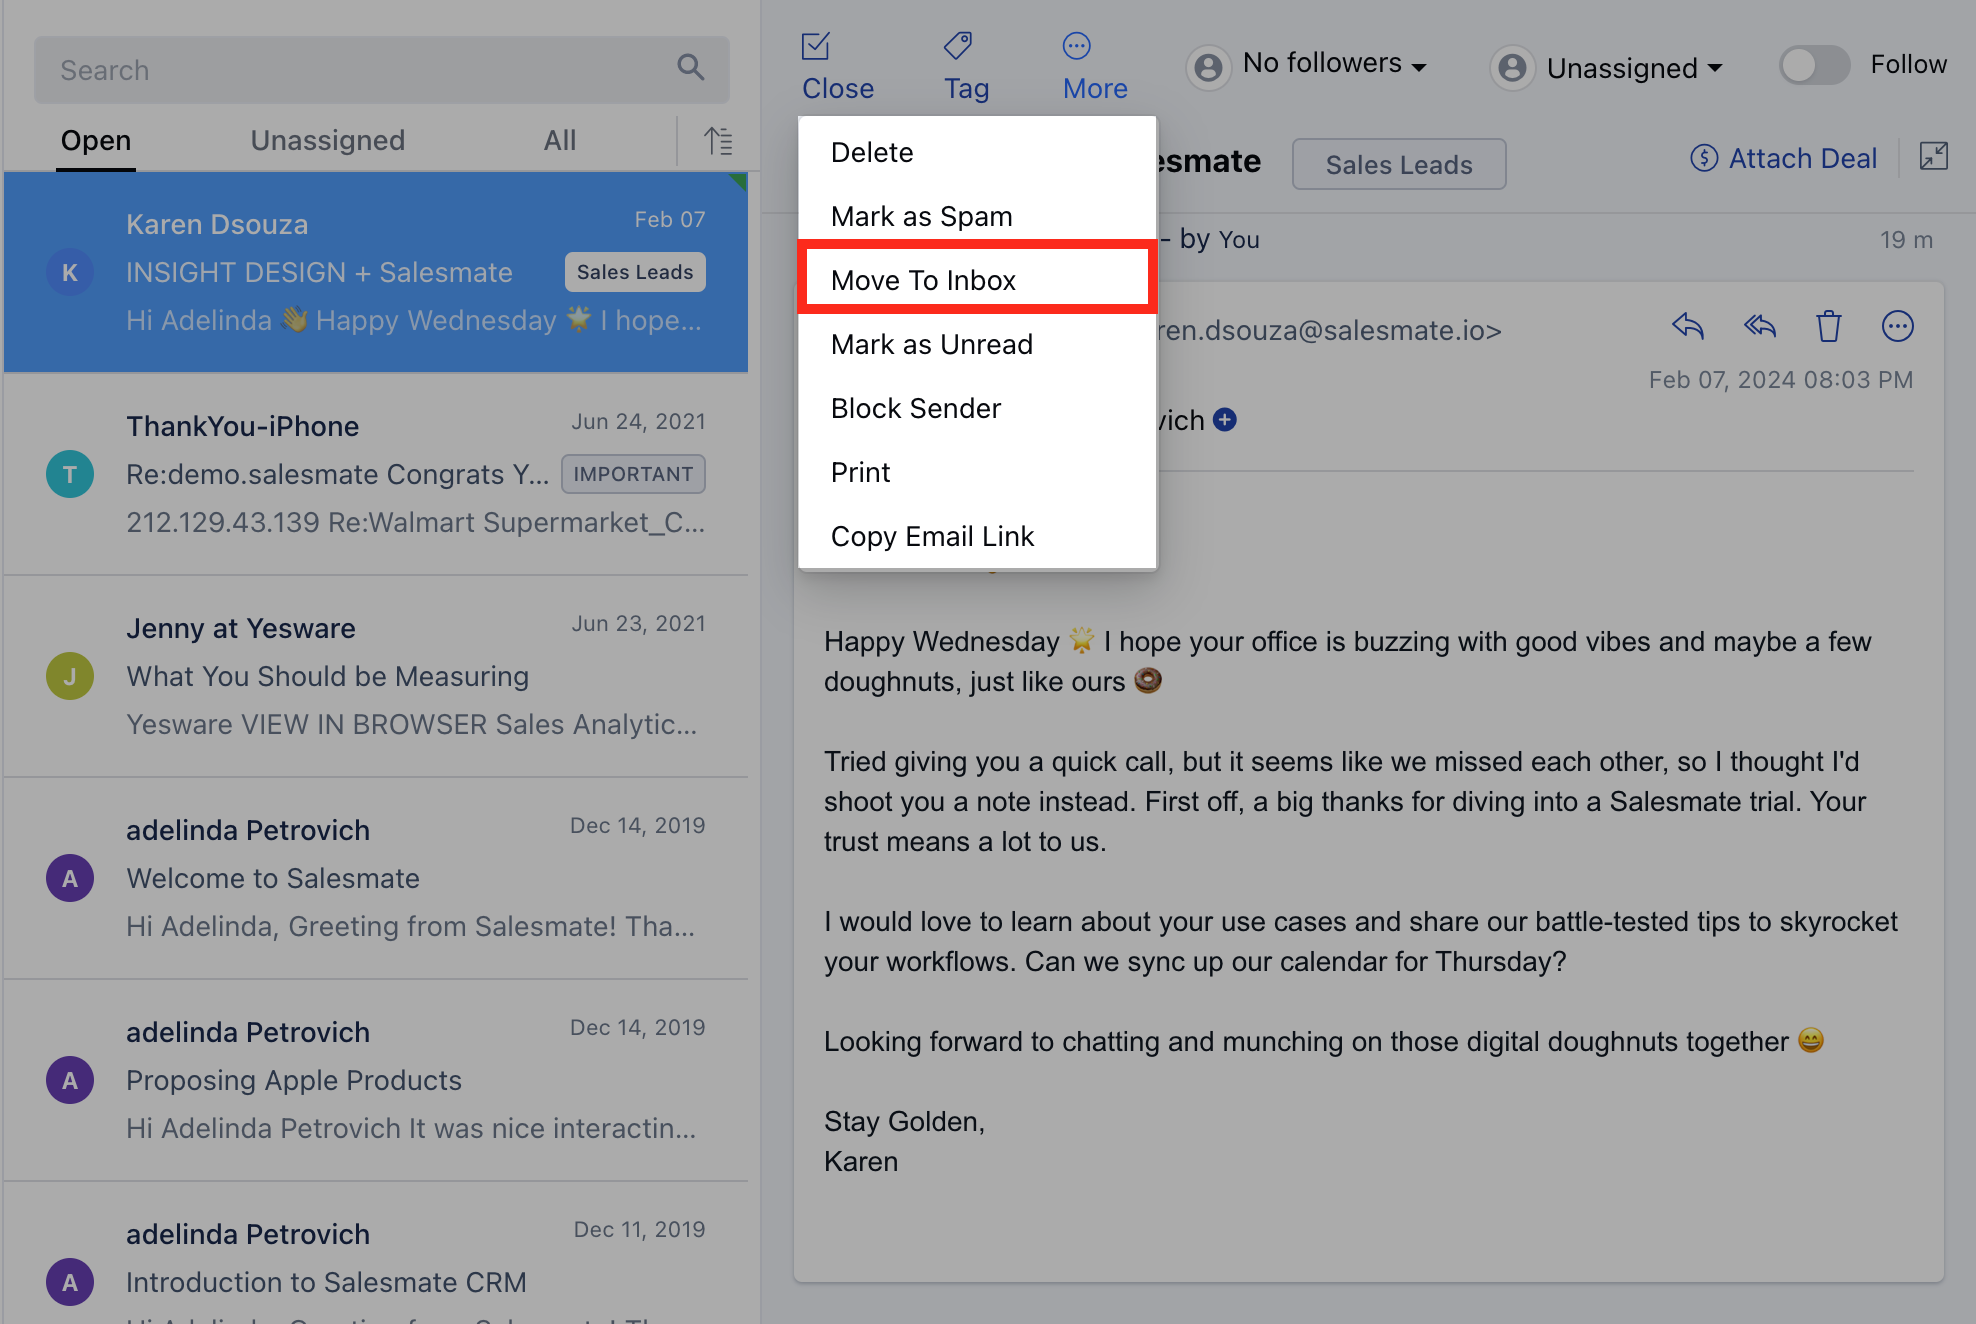 Search
Open Unassigned All
K
Karen Dsouza Feb 07
INSIGHT DESIGN + Salesmate Sales Leads
Hi Adelinda 👋 Happy Wednesday 🌟 I hope...
T
ThankYou-iPhone Jun 24, 2021
Re:demo.salesmate Congrats Y... IMPORTANT
212.129.43.139 Re:Walmart Supermarket_C...
J
Jenny at Yesware Jun 23, 2021
What You Should be Measuring
Yesware VIEW IN BROWSER Sales Analytic...
A
adelinda Petrovich Dec 14, 2019
Welcome to Salesmate
Hi Adelinda, Greeting from Salesmate! Tha...
A
adelinda Petrovich Dec 14, 2019
Proposing Apple Products
Hi Adelinda Petrovich It was nice interactin...
A
adelinda Petrovich Dec 11, 2019
Introduction to Salesmate CRM
Close Tag More No followers Unassigned Follow
Delete
Mark as Spam
Move To Inbox
Mark as Unread
Block Sender
Print
Copy Email Link
esmate Sales Leads Attach Deal
- by You 19 m
ren.dsouza@salesmate.io>
Feb 07, 2024 08:03 PM
vich
Happy Wednesday 🌟 I hope your office is buzzing with good vibes and maybe a few
doughnuts, just like ours 🍩
Tried giving you a quick call, but it seems like we missed each other, so I thought I'd
shoot you a note instead. First off, a big thanks for diving into a Salesmate trial. Your
trust means a lot to us.
I would love to learn about your use cases and share our battle-tested tips to skyrocket
your workflows. Can we sync up our calendar for Thursday?
Looking forward to chatting and munching on those digital doughnuts together 😄
Stay Golden,
Karen